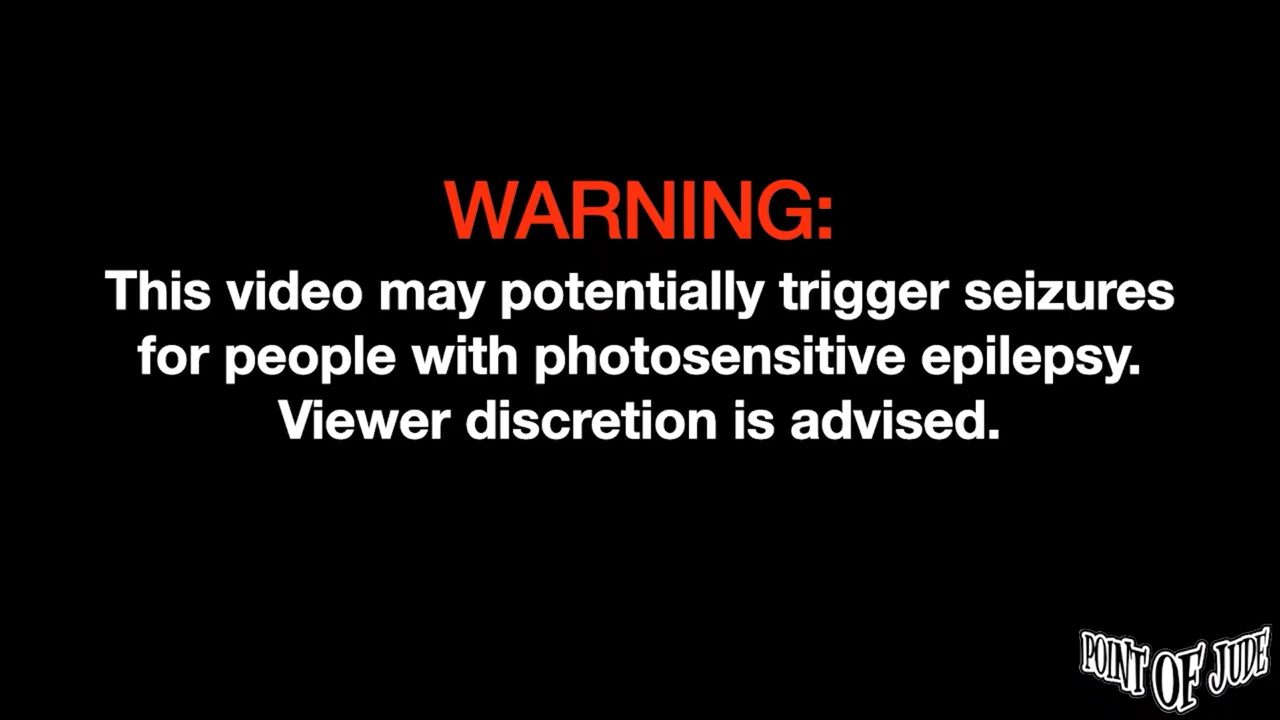 WARNING:
This video may potentially trigger seizures
for people with photosensitive epilepsy.
Viewer discretion is advised.
POINT OF JUDE